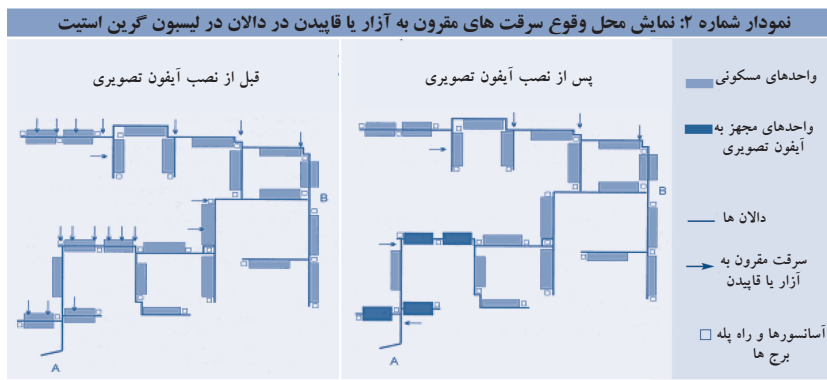 نمودار شماره ۲: نمایش محل وقوع سرقت های مقرون به آزار یا قاپیدن در دالان در لیسبون گرین استیت
واحدهای مسکونی
واحدهای مجهز به
آیفون تصویری
دالان ها
سرقت مقرون به
آزار یا قاپیدن
آسانسورها و راه پله
برج ها
پس از نصب آیفون تصویری
B
A
قبل از نصب آیفون تصویری
B
A